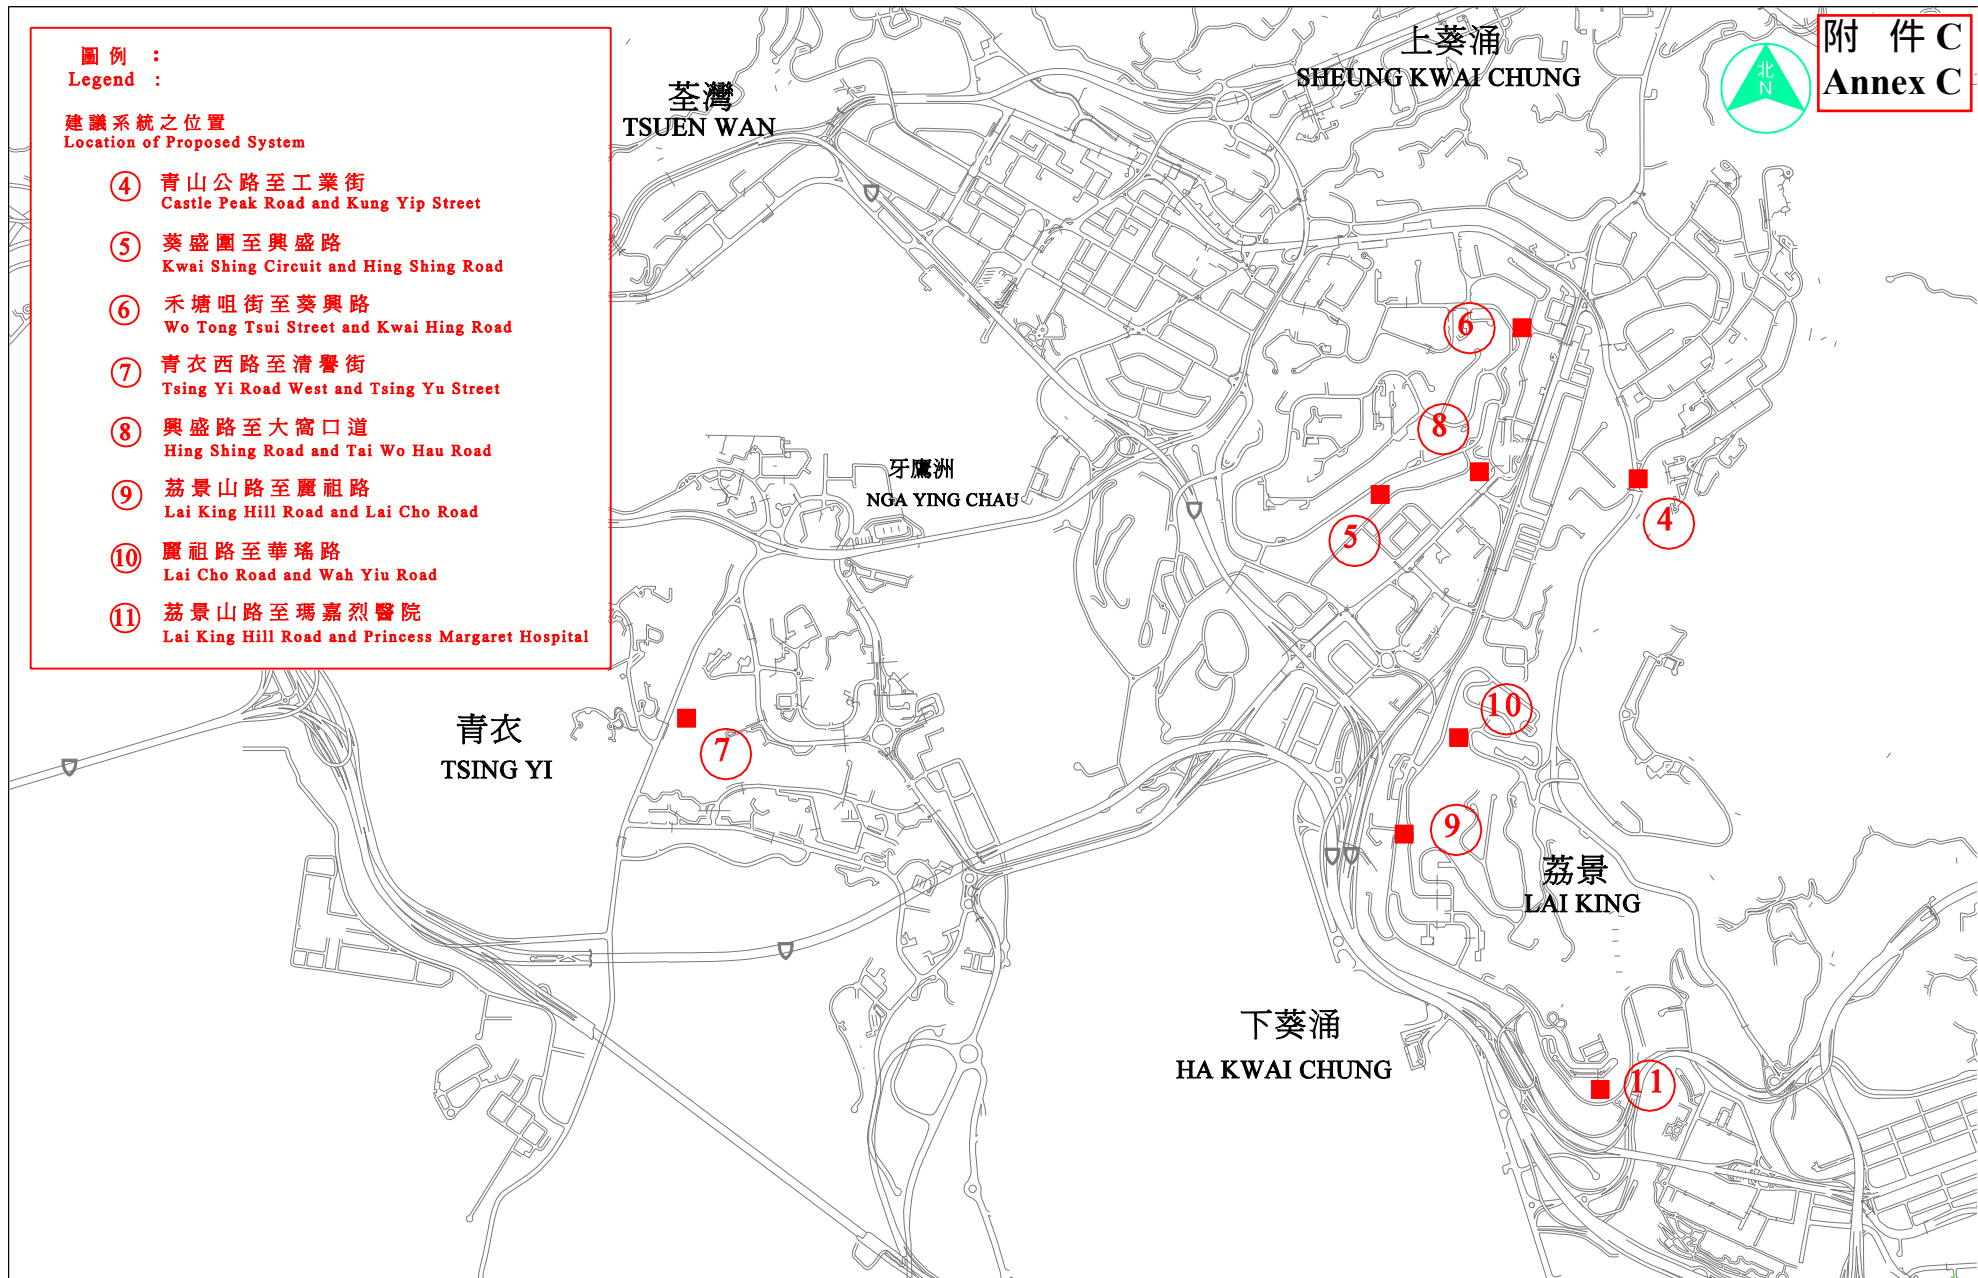 圖例 :
Legend :
建議系統之位置
Location of Proposed System
④ 青山公路至工業街
Castle Peak Road and Kung Yip Street
⑤ 葵盛圍至興盛路
Kwai Shing Circuit and Hing Shing Road
⑥ 禾塘咀街至葵興路
Wo Tong Tsui Street and Kwai Hing Road
⑦ 青衣西路至清譽街
Tsing Yi Road West and Tsing Yu Street
⑧ 興盛路至大窩口道
Hing Shing Road and Tai Wo Hau Road
⑨ 荔景山路至麗祖路
Lai King Hill Road and Lai Cho Road
⑩ 麗祖路至華瑤路
Lai Cho Road and Wah Yiu Road
⑪ 荔景山路至瑪嘉烈醫院
Lai King Hill Road and Princess Margaret Hospital
附 件 C
Annex C
北
N
上葵涌
SHEUNG KWAI CHUNG
荃灣
TSUEN WAN
6
8
牙鷹洲
NGA YING CHAU
5
4
10
青衣
TSING YI
7
9
荔景
LAI KING
下葵涌
HA KWAI CHUNG
11